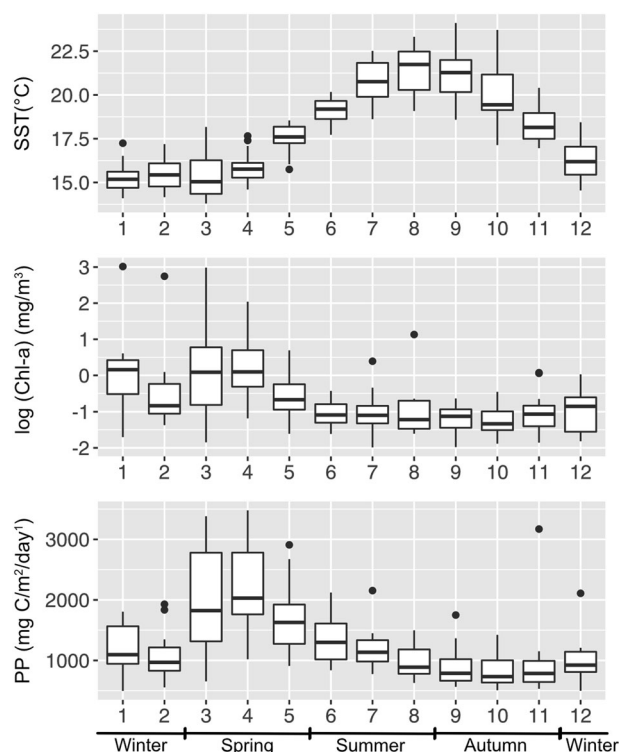 SST(°C)
22.5
20.0
17.5
15.0
1 2 3 4 5 6 7 8 9 10 11 12
log (Chl-a) (mg/m³)
3
2
1
0
-1
-2
1 2 3 4 5 6 7 8 9 10 11 12
PP (mg C/m²/day¹)
3000
2000
1000
1 2 3 4 5 6 7 8 9 10 11 12
Winter Spring Summer Autumn Winter